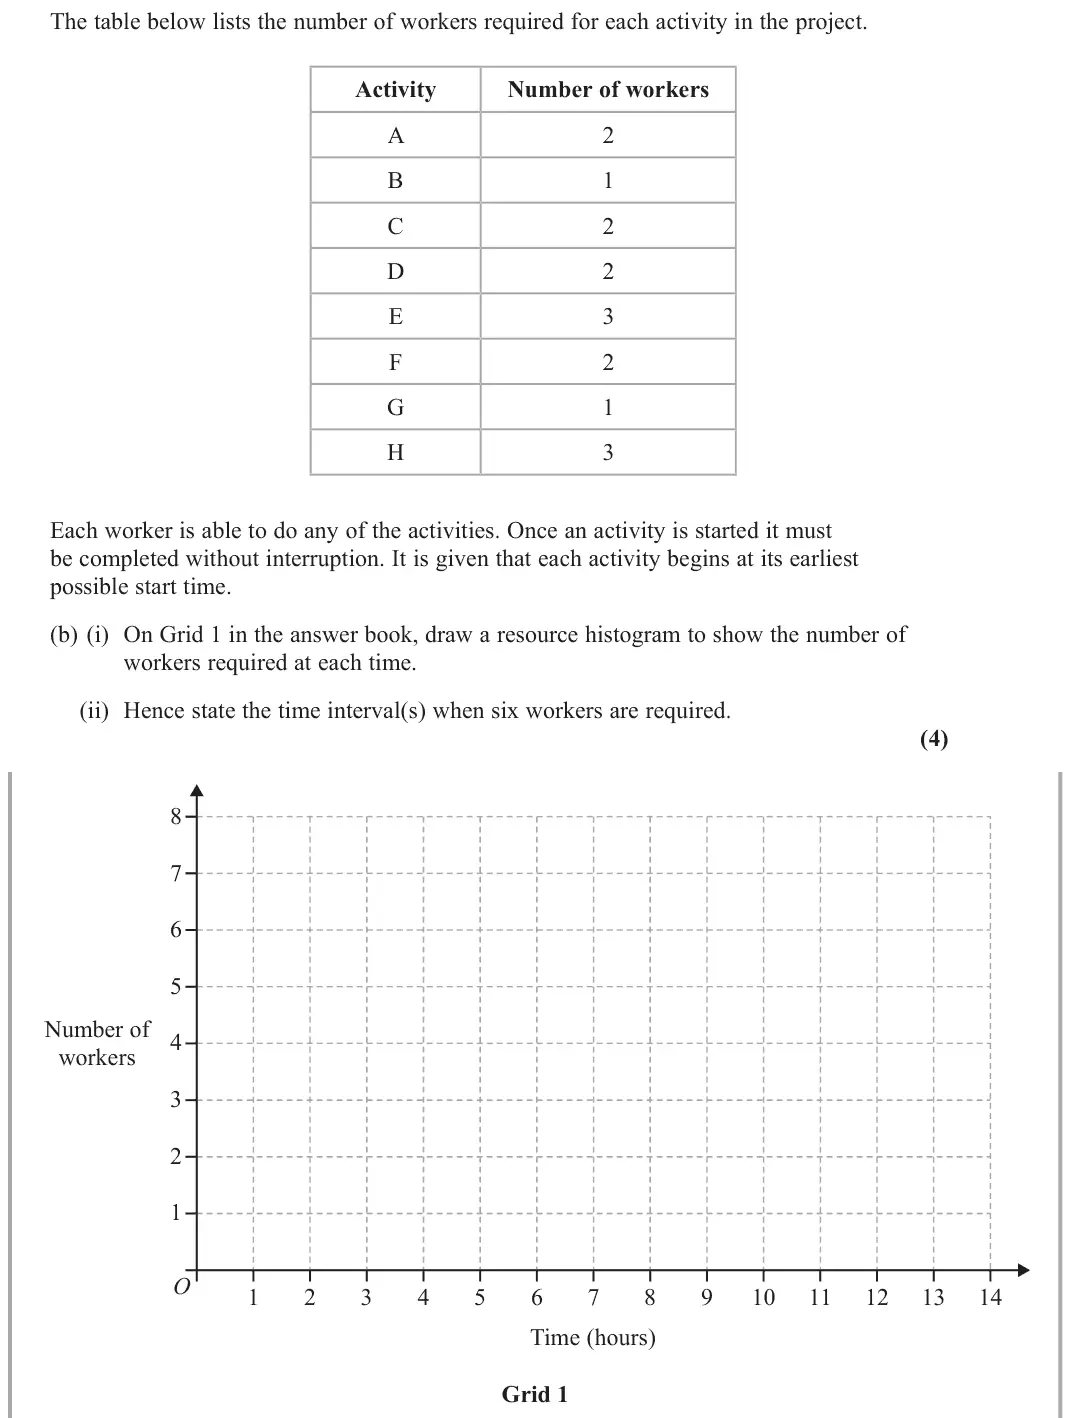 The table below lists the number of workers required for each activity in the project.
Activity Number of workers
A 2
B 1
C 2
D 2
E 3
F 2
G 1
H 3
Each worker is able to do any of the activities. Once an activity is started it must
be completed without interruption. It is given that each activity begins at its earliest
possible start time.
(b) (i) On Grid 1 in the answer book, draw a resource histogram to show the number of
workers required at each time.
(ii) Hence state the time interval(s) when six workers are required.
(4)
8
7
6
5
Number of
workers
4
3
2
1
O
1 2 3 4 5 6 7 8 9 10 11 12 13 14
Time (hours)
Grid 1